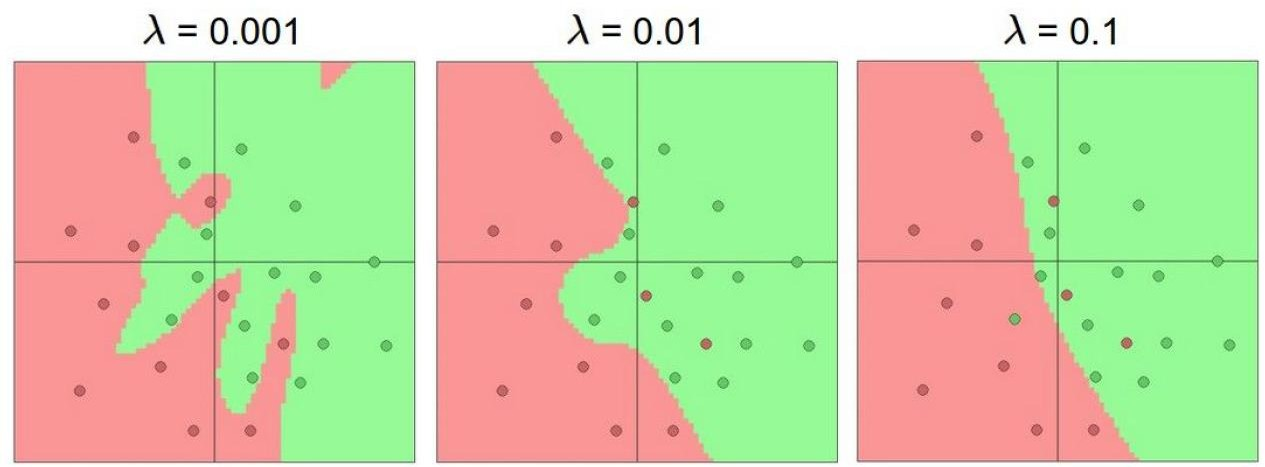 λ = 0.001
λ = 0.01
λ = 0.1